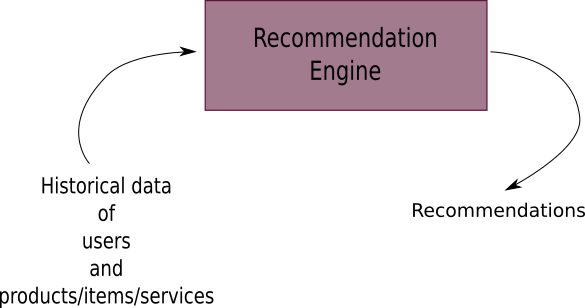 Recommendation
Engine
Historical data
of
users
and
products/items/services
Recommendations